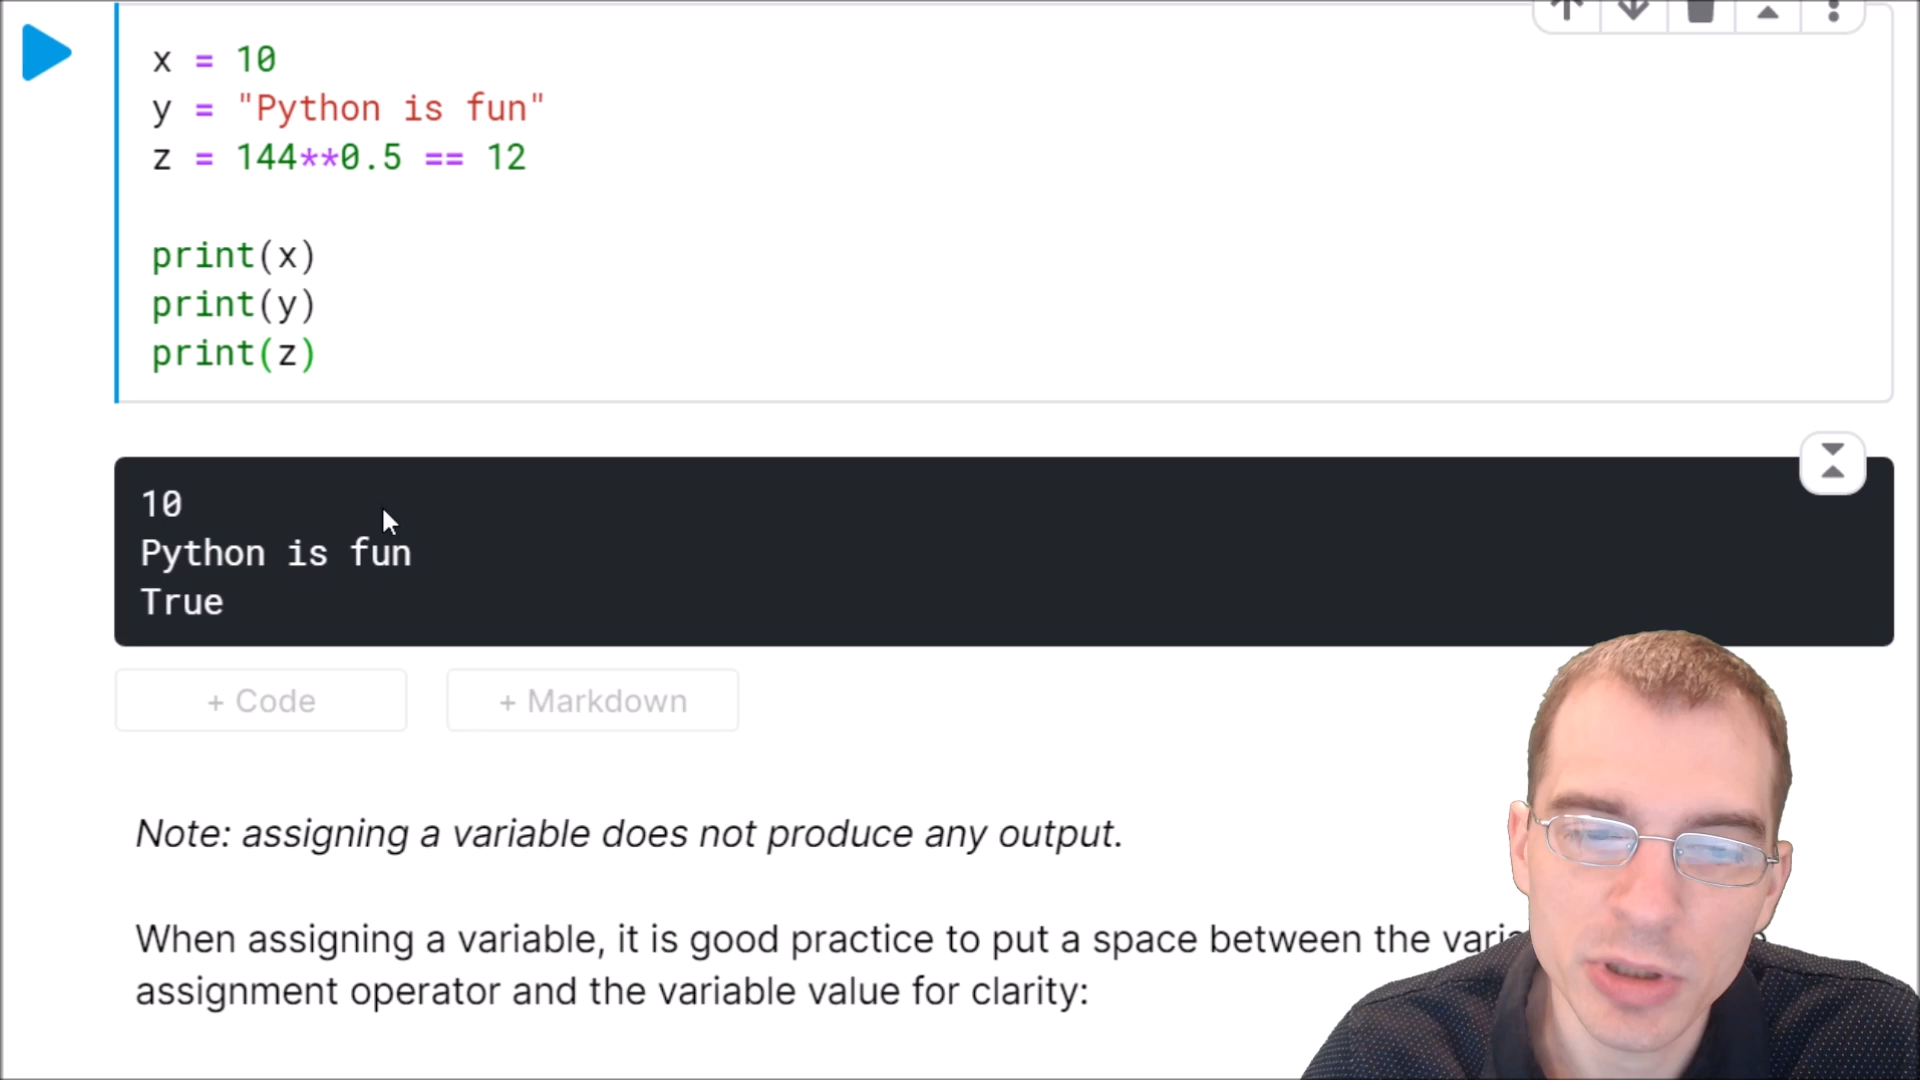 x = 10
y = "Python is fun"
z = 144**0.5 == 12
print(x)
print(y)
print(z)
10
Python is fun
True
+ Code
+ Markdown
Note: assigning a variable does not produce any output.
When assigning a variable, it is good practice to put a space between the
assignment operator and the variable value for clarity: